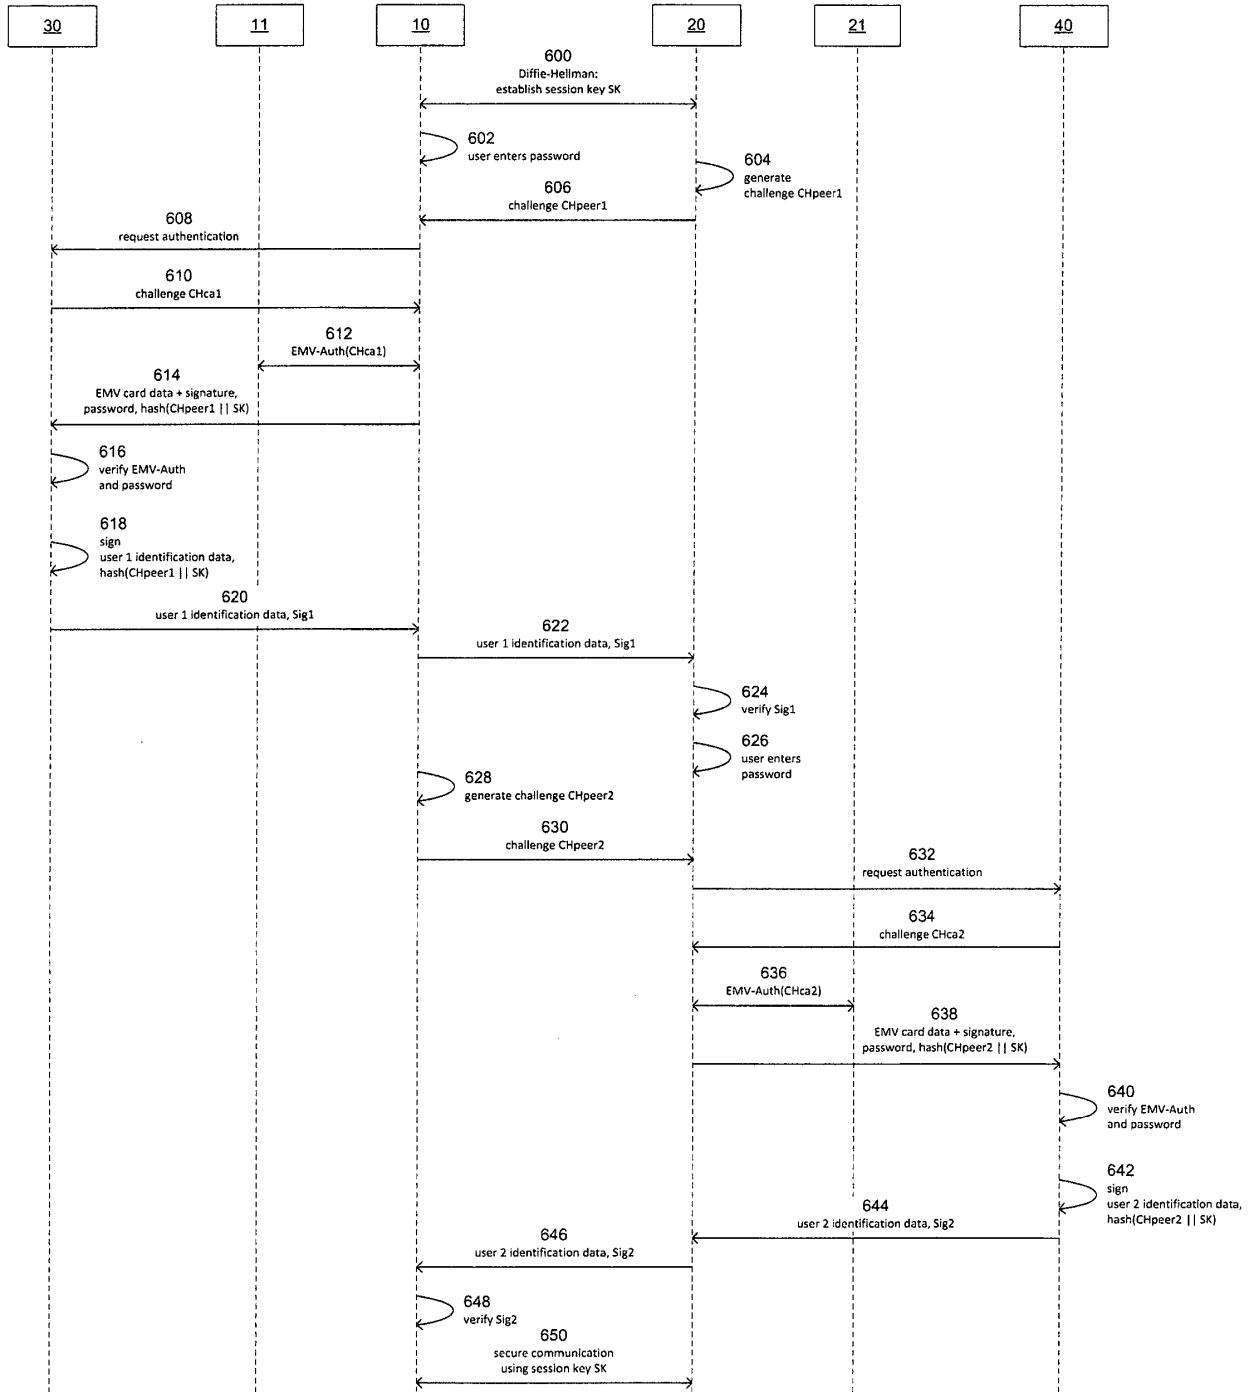 30
11
10
20
21
40
600
Diffie-Hellman:
establish session key SK
602
user enters password
604
generate
challenge CHpeer1
606
challenge CHpeer1
608
request authentication
610
challenge CHca1
612
EMV-Auth(CHca1)
614
EMV card data + signature,
password, hash(CHpeer1 || SK)
616
verify EMV-Auth
and password
618
sign
user 1 identification data,
hash(CHpeer1 || SK)
620
user 1 identification data, Sig1
622
user 1 identification data, Sig1
624
verify Sig1
626
user enters
password
628
generate challenge CHpeer2
630
challenge CHpeer2
632
request authentication
634
challenge CHca2
636
EMV-Auth(CHca2)
638
EMV card data + signature,
password, hash(CHpeer2 || SK)
640
verify EMV-Auth
and password
642
sign
user 2 identification data,
hash(CHpeer2 || SK)
644
user 2 identification data, Sig2
646
user 2 identification data, Sig2
648
verify Sig2
650
secure communication
using session key SK